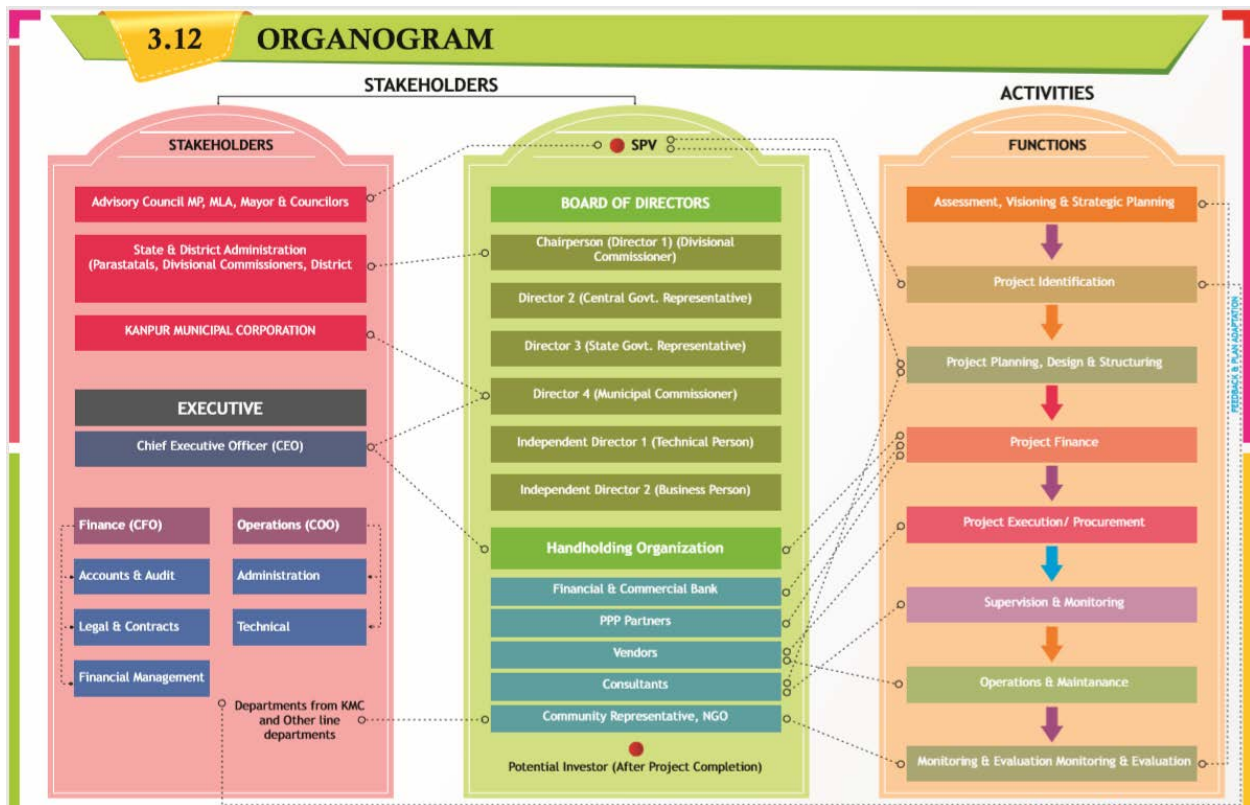 3.12 ORGANOGRAM
STAKEHOLDERS
STAKEHOLDERS
Advisory Council MP, MLA, Mayor & Councilors
State & District Administration
(Parastatals, Divisional Commissioners, District
KANPUR MUNICIPAL CORPORATION
EXECUTIVE
Chief Executive Officer (CEO)
Finance (CFO)
Accounts & Audit
Legal & Contracts
Financial Management
Operations (COO)
Administration
Technical
Departments from KMC
and Other line
departments
SPV
BOARD OF DIRECTORS
Chairperson (Director 1) (Divisional
Commissioner)
Director 2 (Central Govt. Representative)
Director 3 (State Govt. Representative)
Director 4 (Municipal Commissioner)
Independent Director 1 (Technical Person)
Independent Director 2 (Business Person)
Handholding Organization
Financial & Commercial Bank
PPP Partners
Vendors
Consultants
Community Representative, NGO
Potential Investor (After Project Completion)
ACTIVITIES
FUNCTIONS
Assessment, Visioning & Strategic Planning
Project Identification
Project Planning, Design & Structuring
Project Finance
Project Execution/ Procurement
Supervision & Monitoring
Operations & Maintanance
Monitoring & Evaluation Monitoring & Evaluation
FEEDBACK & PLAN ADAPTATION